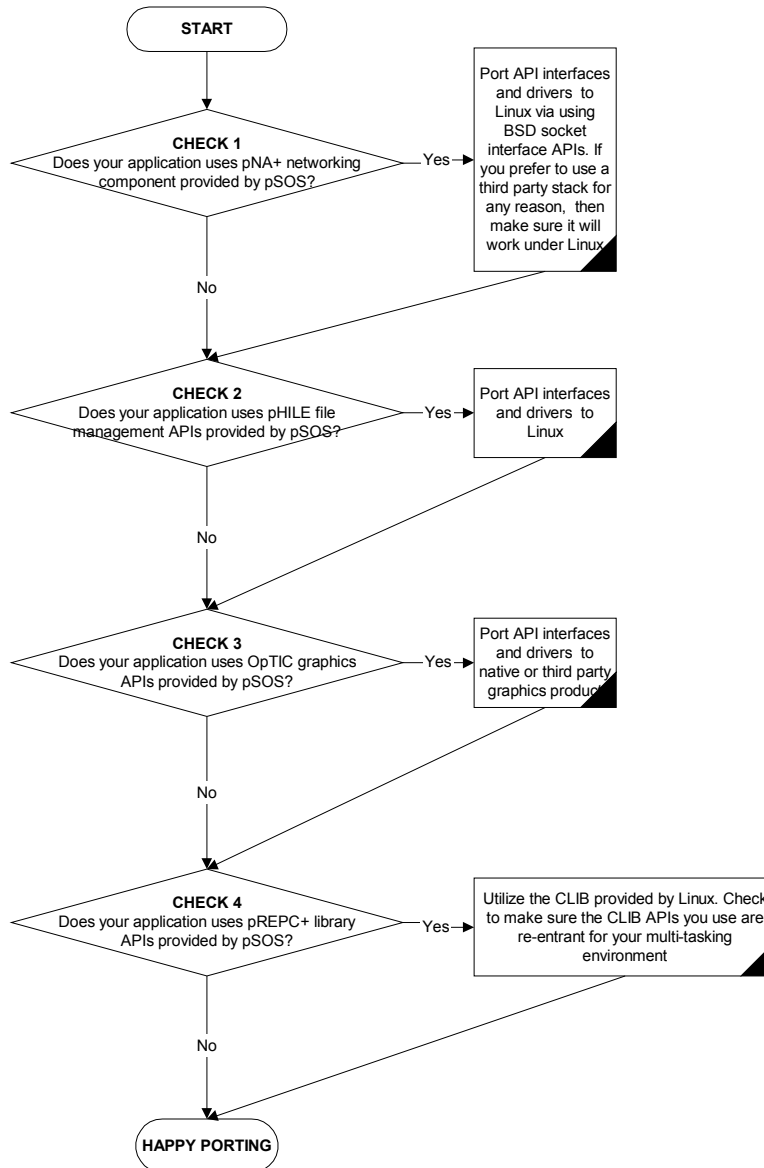 START
CHECK 1
Does your application uses pNA+ networking
component provided by pSOS?
Yes
Port API interfaces
and drivers to
Linux via using
BSD socket
interface APIs. If
you prefer to use a
third party stack for
any reason, then
make sure it will
work under Linux
No
CHECK 2
Does your application uses pHILE file
management APIs provided by pSOS?
Yes
Port API interfaces
and drivers to
Linux
No
CHECK 3
Does your application uses OpTIC graphics
APIs provided by pSOS?
Yes
Port API interfaces
and drivers to
native or third party
graphics product
No
CHECK 4
Does your application uses pREPC+ library
APIs provided by pSOS?
Yes
Utilize the CLIB provided by Linux. Check
to make sure the CLIB APIs you use are
re-entrant for your multi-tasking
environment
No
HAPPY PORTING